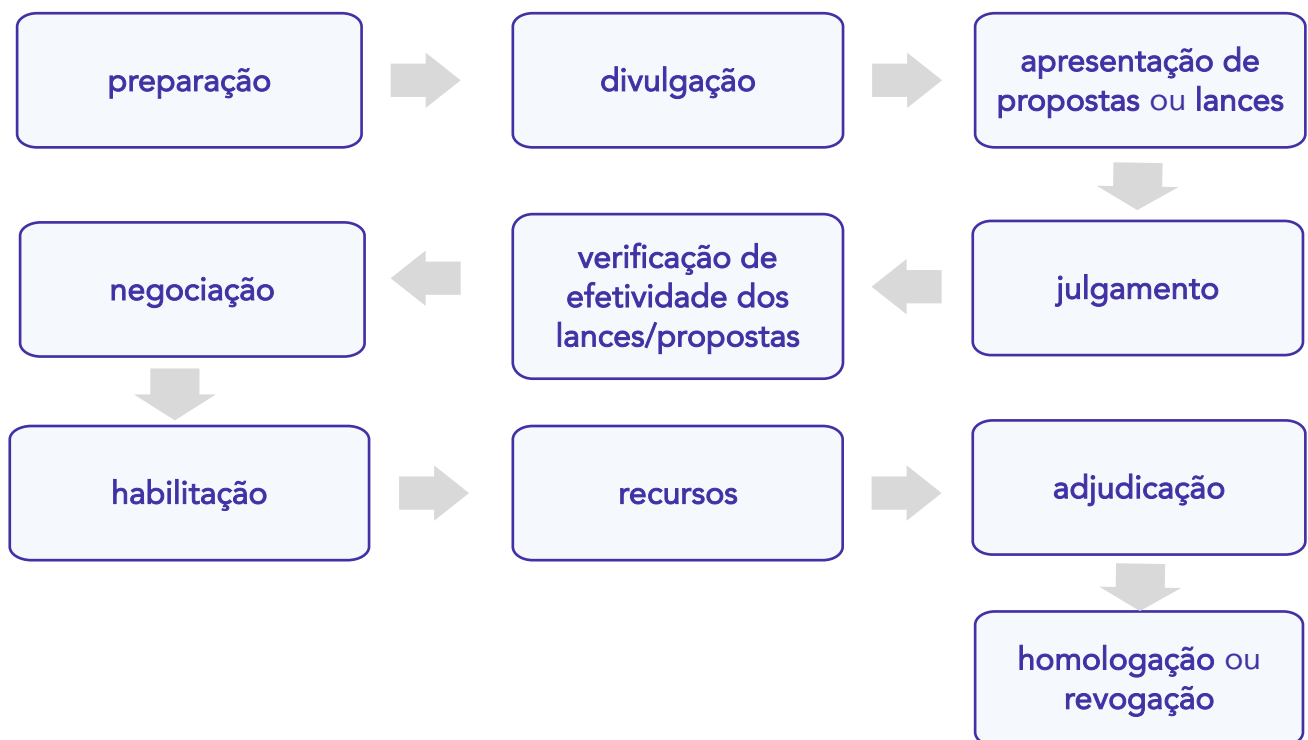 preparação
divulgação
apresentação de
propostas ou lances
julgamento
verificação de
efetividade dos
lances/propostas
negociação
habilitação
recursos
adjudicação
homologação ou
revogação